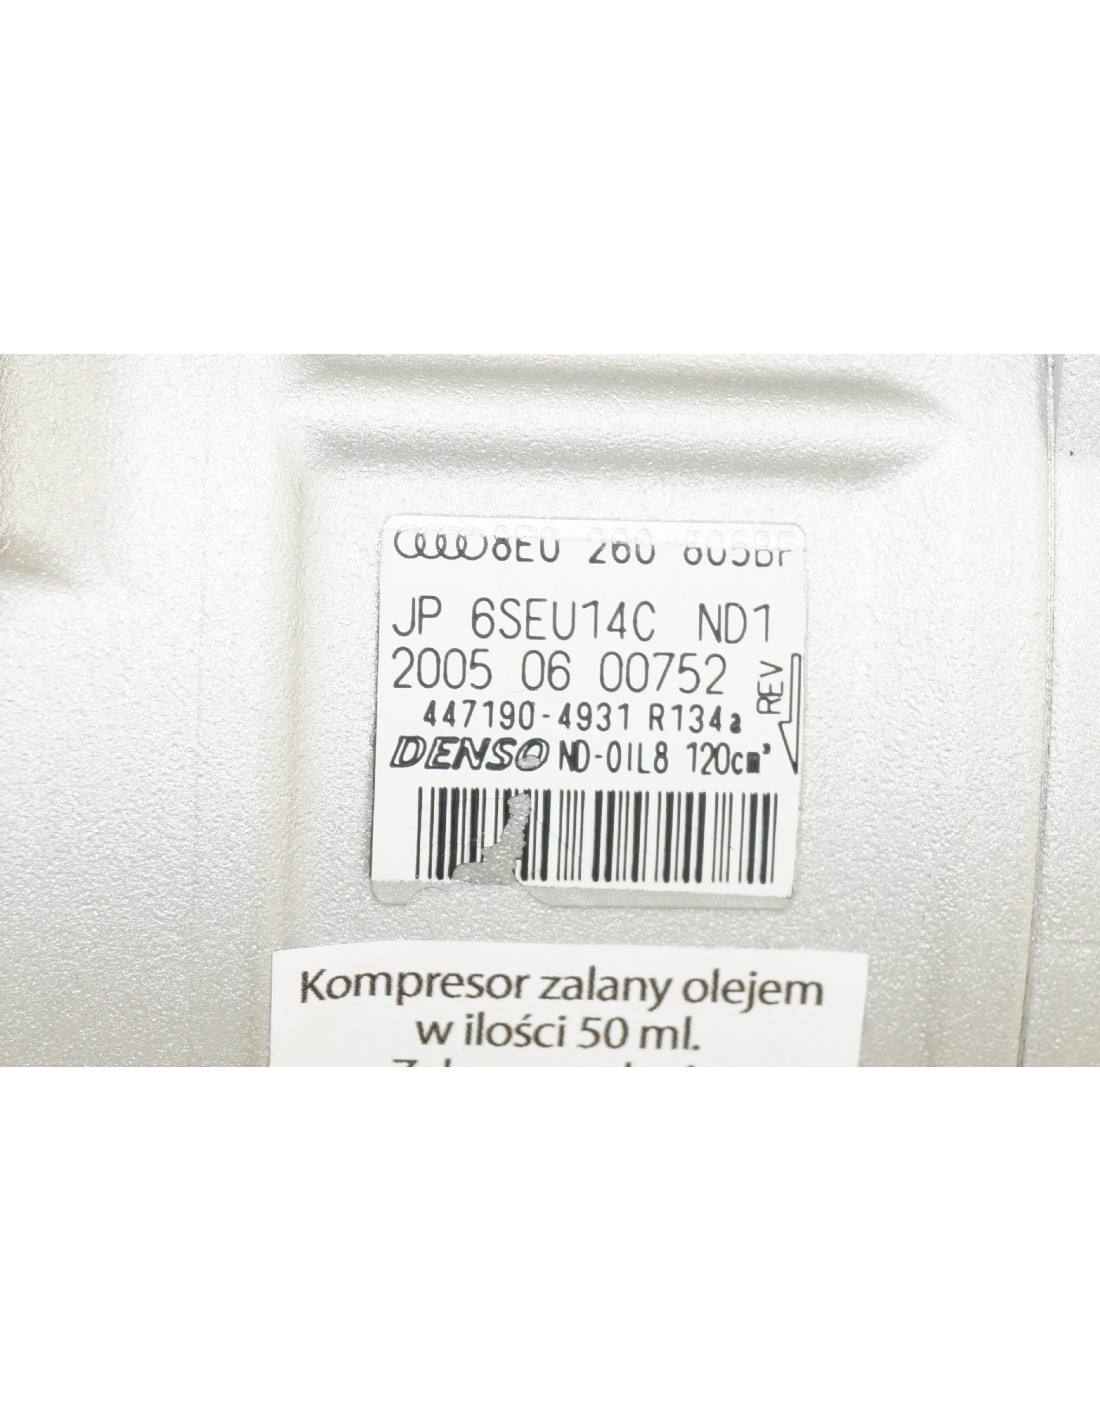 8E0 260 805BF
JP 6SEU14C ND1
2005 06 00752
REV
447190-4931 R134a
DENSO ND-OIL8 120cm³
Kompresor zalany olejem
w ilości 50 ml.